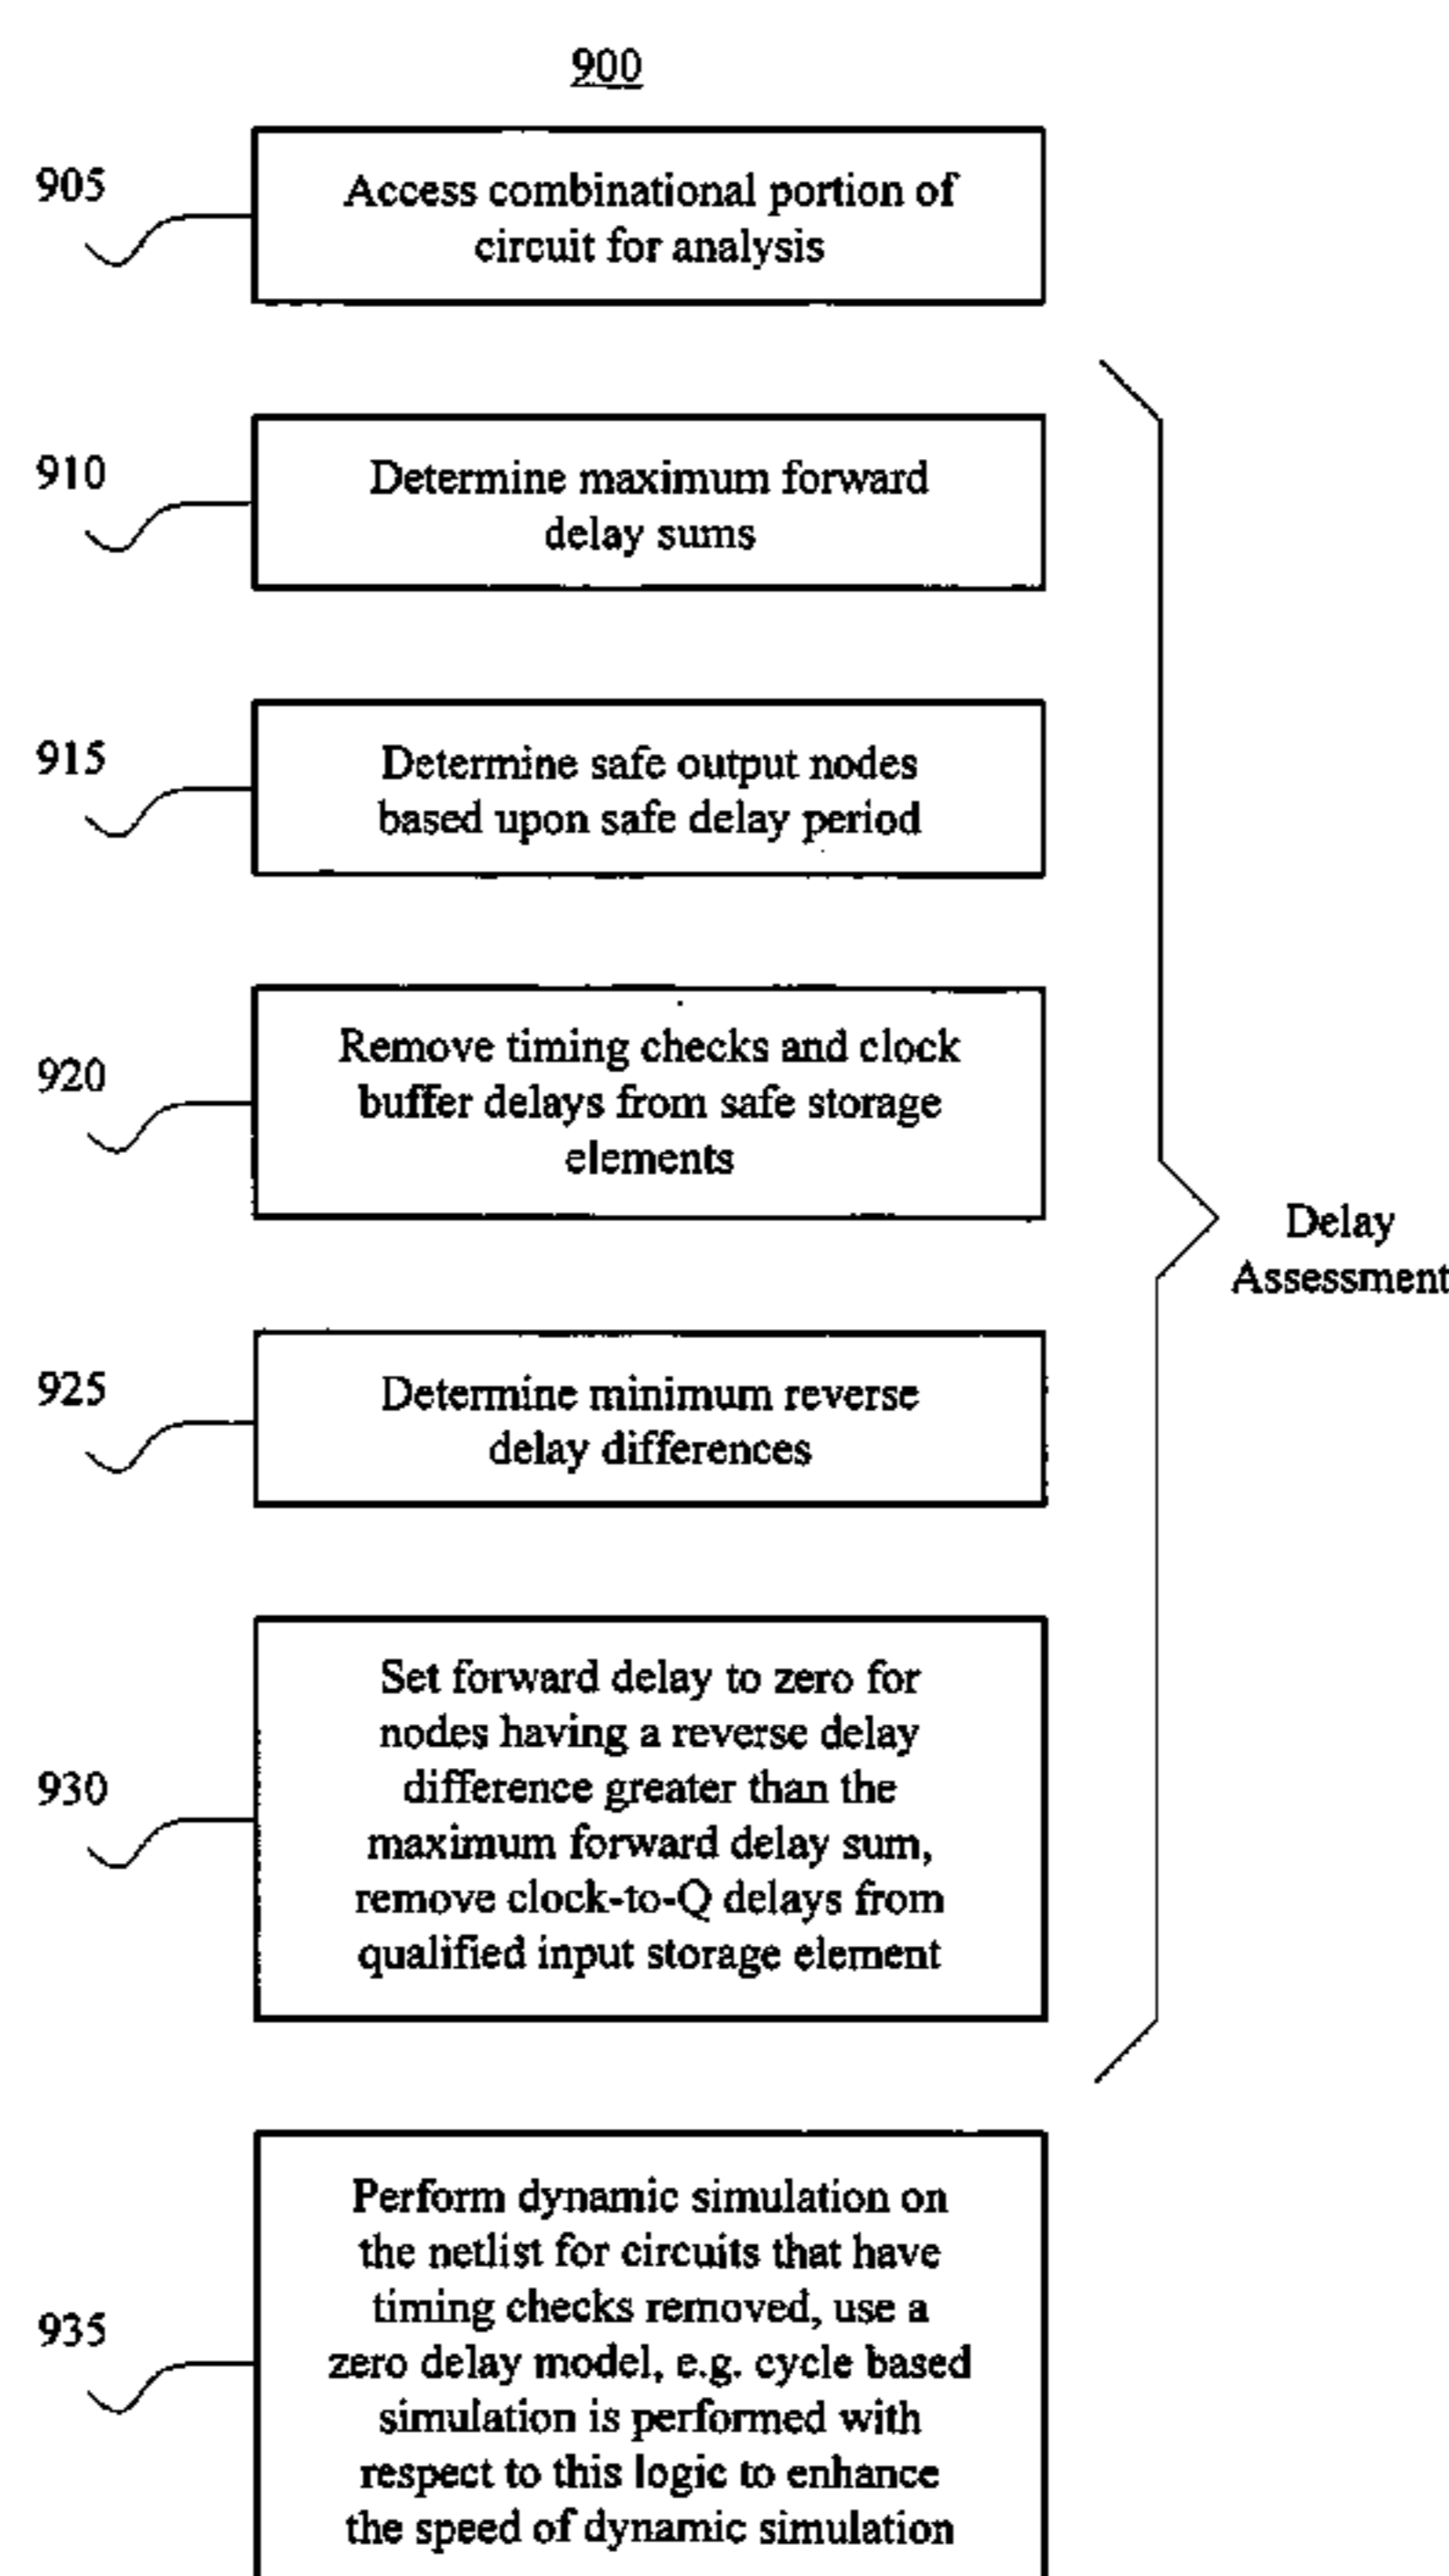 900
905
Access combinational portion of
circuit for analysis
910
Determine maximum forward
delay sums
915
Determine safe output nodes
based upon safe delay period
920
Remove timing checks and clock
buffer delays from safe storage
elements
Delay
Assessment
925
Determine minimum reverse
delay differences
930
Set forward delay to zero for
nodes having a reverse delay
difference greater than the
maximum forward delay sum,
remove clock-to-Q delays from
qualified input storage element
935
Perform dynamic simulation on
the netlist for circuits that have
timing checks removed, use a
zero delay model, e.g. cycle based
simulation is performed with
respect to this logic to enhance
the speed of dynamic simulation